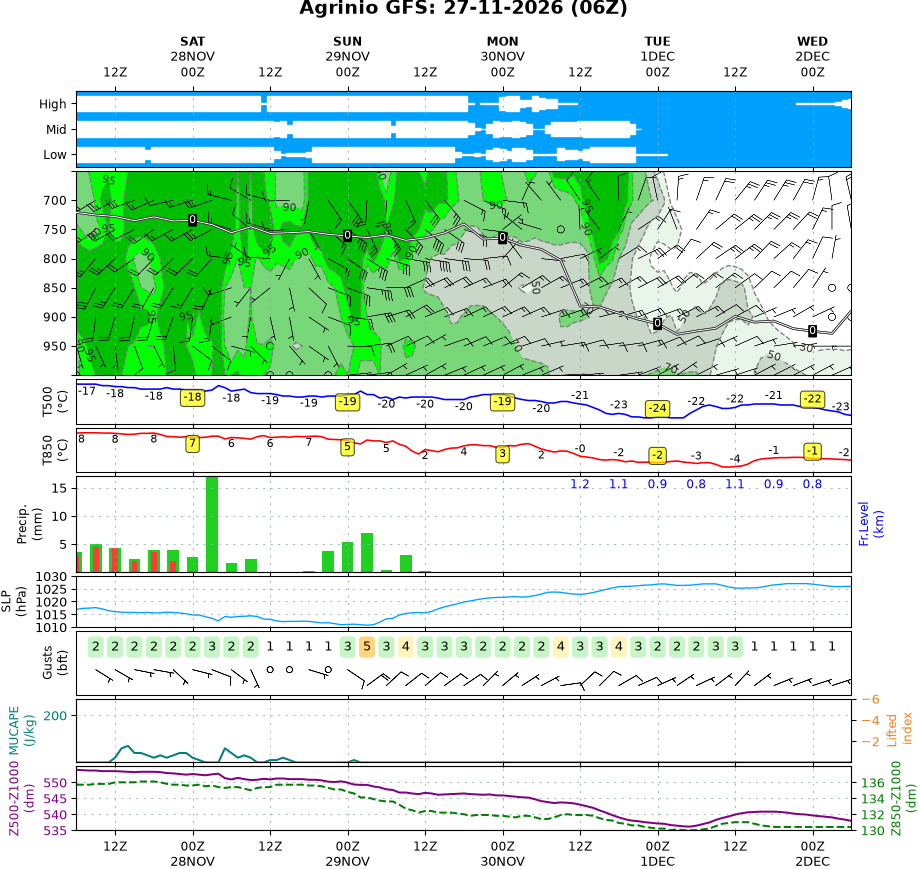 Agrinio GFS: 27-11-2026 (06Z)
SAT SUN MON TUE WED
28NOV 29NOV 30NOV 1DEC 2DEC
12Z 00Z 12Z 00Z 12Z 00Z 12Z 00Z 12Z 00Z
High
Mid
Low
700
750
800
850
900
950
0 0 0 0 0
T500 (°C)
-17 -18 -18 -18 -18 -19 -19 -19 -20 -20 -19 -20 -21 -23 -24 -22 -22 -21 -22 -23
T850 (°C)
8 8 8 7 6 6 7 5 5 2 4 3 2 -0 -2 -2 -3 -4 -1 -1 -2
Precip. (mm)
15
10
5
1.2 1.1 0.9 0.8 1.1 0.9 0.8
Fr.Level (km)
SLP (hPa)
1030
1025
1020
1015
1010
Gusts (bft)
2 2 2 2 2 2 3 2 2 1 1 1 1 3 5 3 4 3 3 3 2 2 2 2 4 3 3 4 3 2 2 2 3 3 1 1 1 1 1
MUCAPE (J/kg)
200
−6
−4
−2
Lifted index
Z500-Z1000 (dm)
550
545
540
535
136
134
132
130
Z850-Z1000 (dm)
12Z 00Z 12Z 00Z 12Z 00Z 12Z 00Z 12Z 00Z
28NOV 29NOV 30NOV 1DEC 2DEC